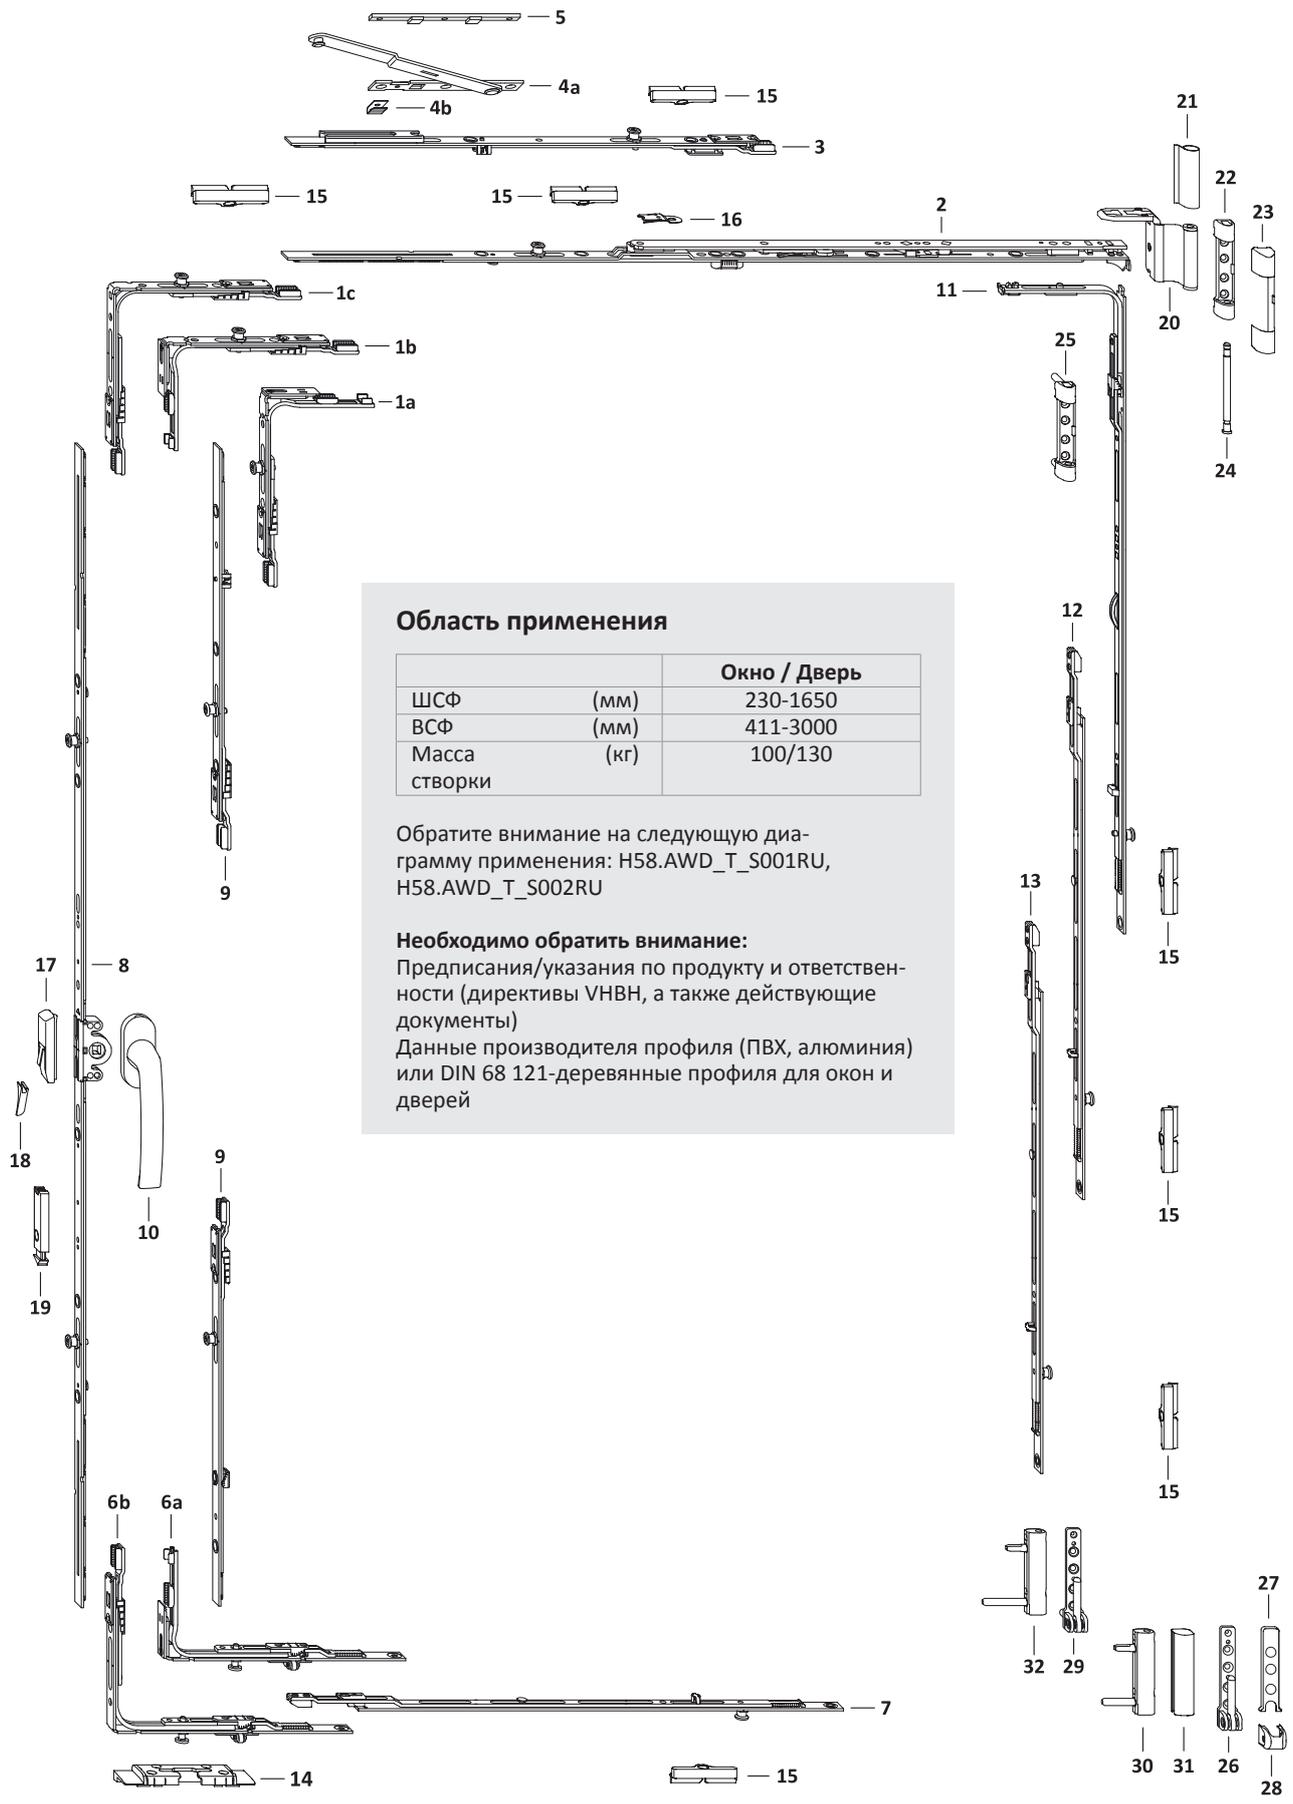 5
4a
4b
15
3
21
15
15
16
2
22
23
1c
11
20
1b
25
1a
24
Область применения
Окно / Дверь
ШСФ (мм) 230-1650
ВСФ (мм) 411-3000
Масса (кг) 100/130
створки
Обратите внимание на следующую диа-
грамму применения: H58.AWD_T_S001RU,
H58.AWD_T_S002RU
Необходимо обратить внимание:
Предписания/указания по продукту и ответствен-
ности (директивы VHBH, а также действующие
документы)
Данные производителя профиля (ПВХ, алюминия)
или DIN 68 121-деревянные профиля для окон и
дверей
12
9
13
17
8
15
18
9
10
15
19
15
6b
6a
27
32
29
7
30
31
26
14
15
28